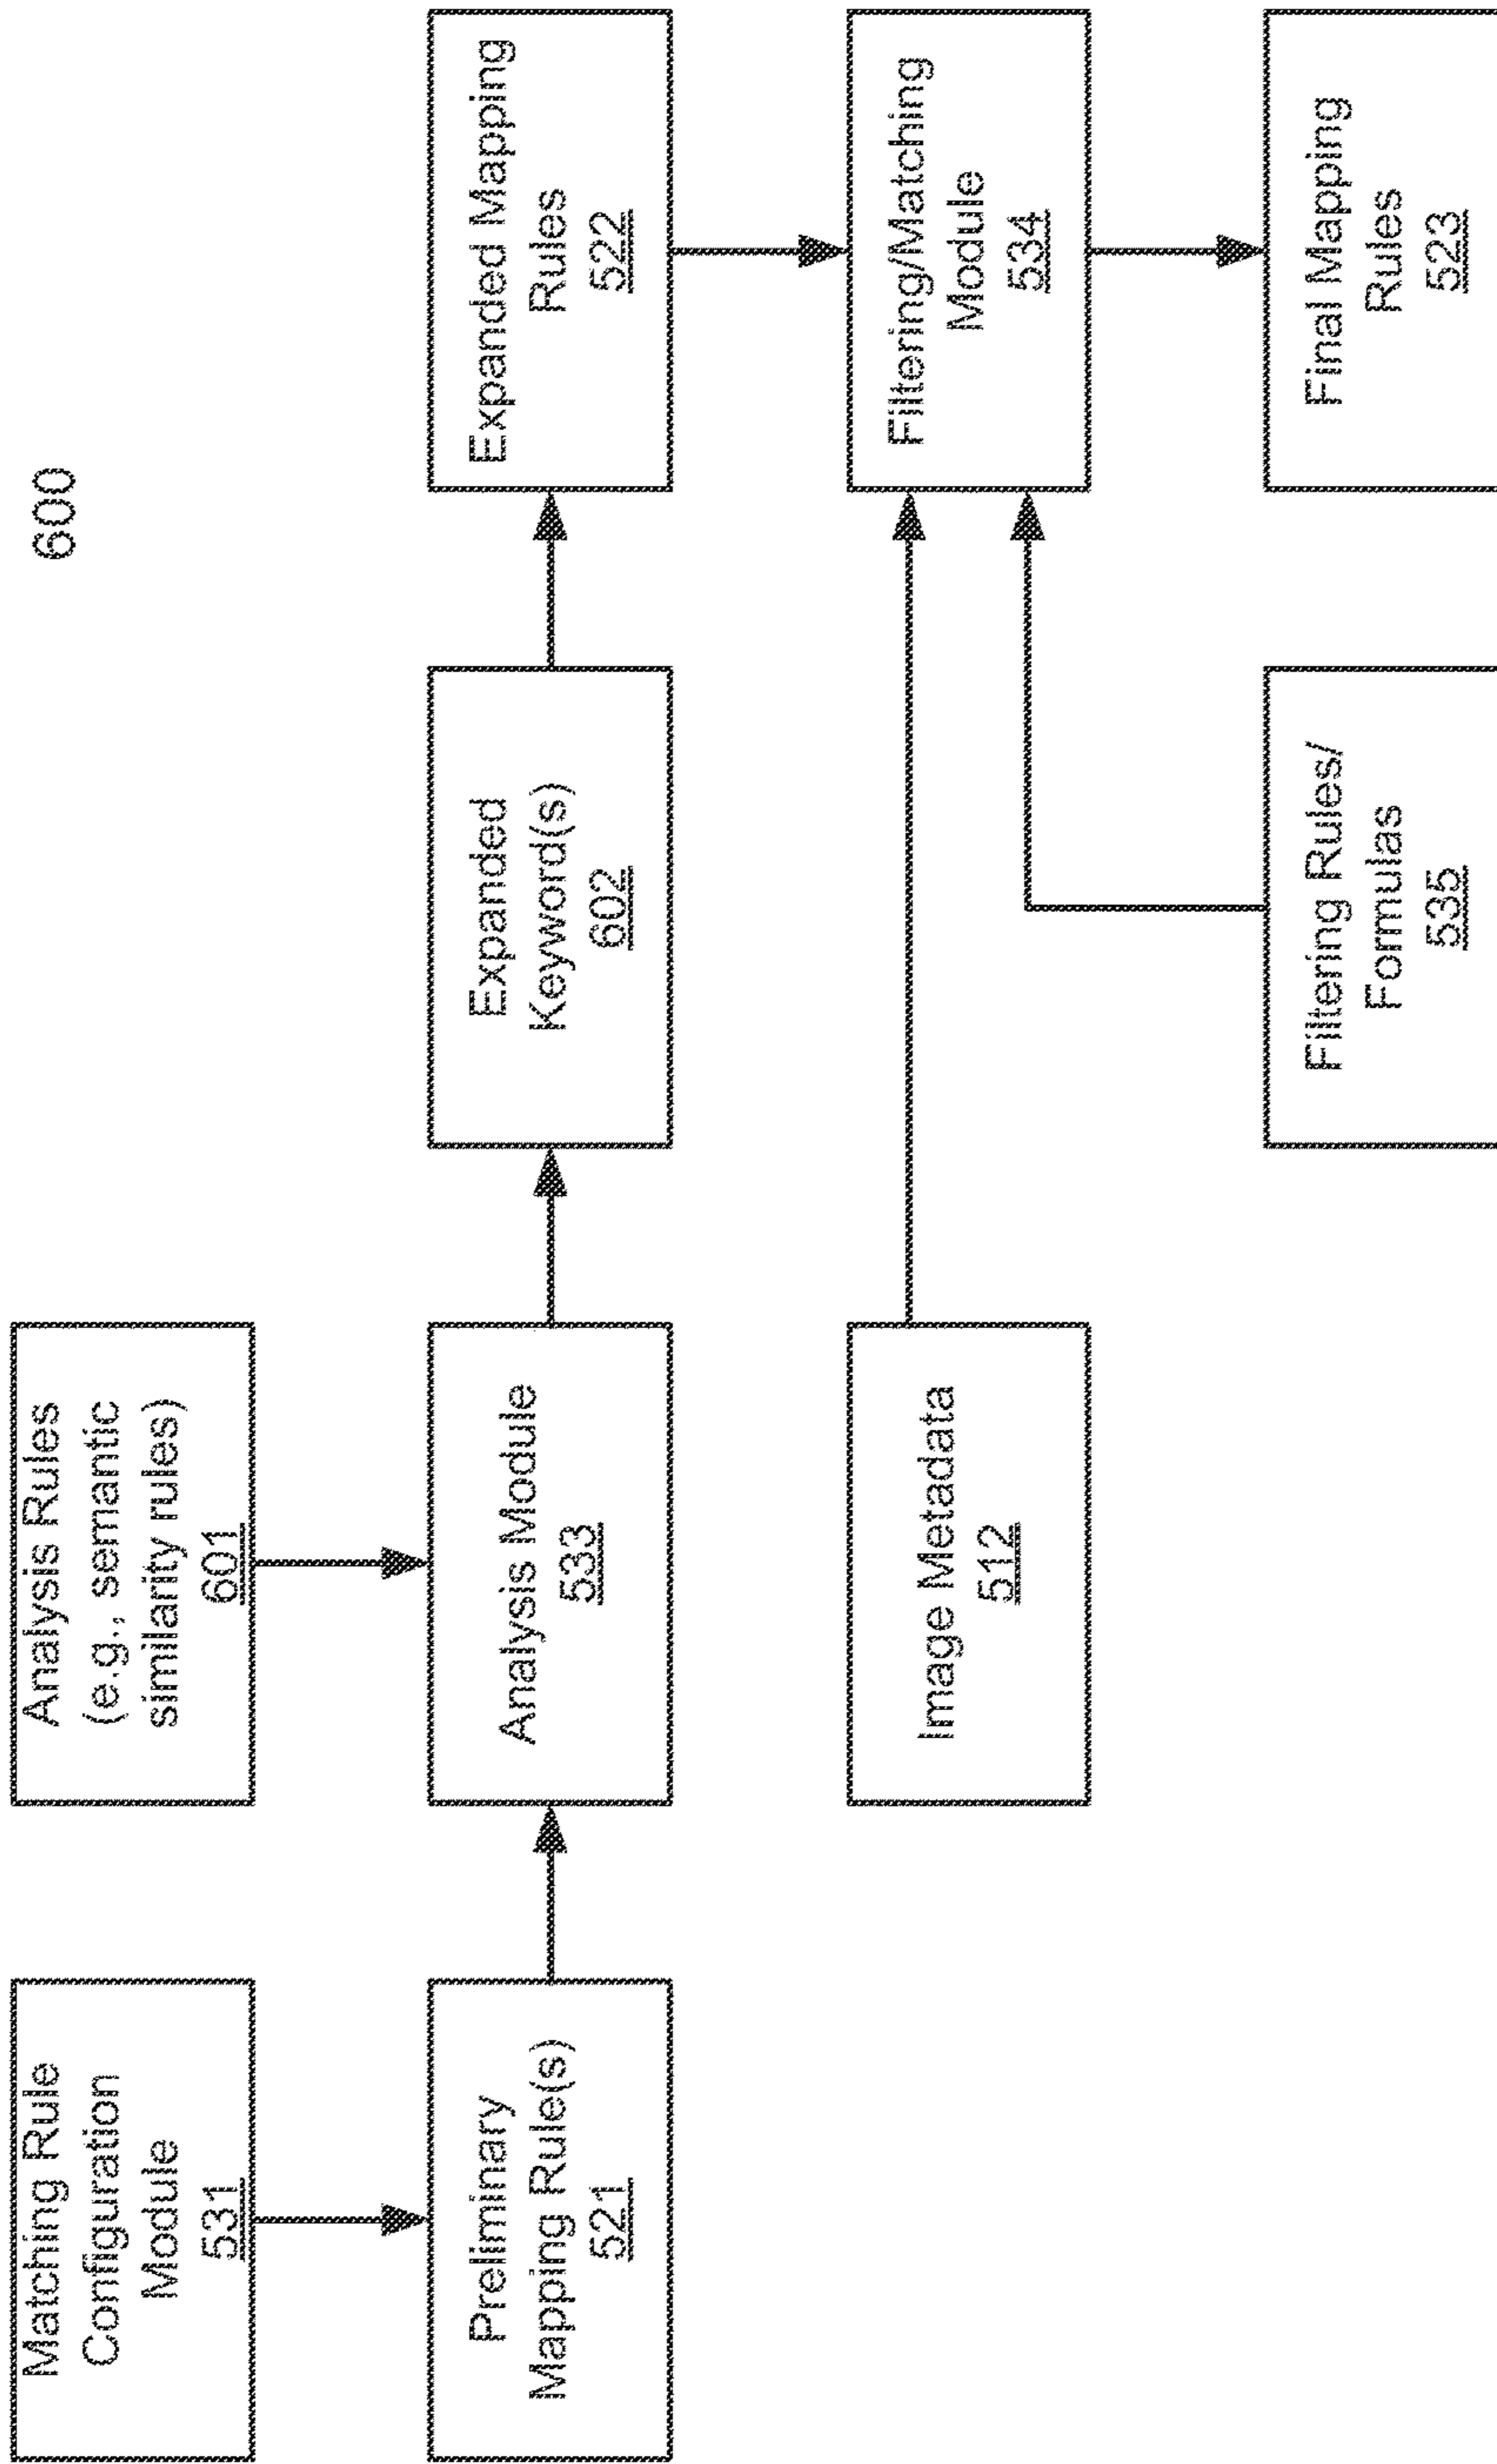 600
Matching Rule
Configuration
Module
531
Analysis Rules
(e.g., semantic
similarity rules)
601
Preliminary
Mapping Rule(s)
521
Analysis Module
533
Expanded
Keyword(s)
602
Expanded Mapping
Rules
522
Image Metadata
512
Filtering/Matching
Module
534
Filtering Rules/
Formulas
535
Final Mapping
Rules
523